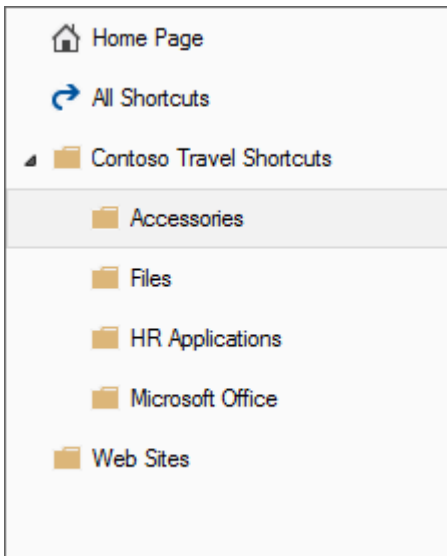 Home Page
All Shortcuts
Contoso Travel Shortcuts
Accessories
Files
HR Applications
Microsoft Office
Web Sites